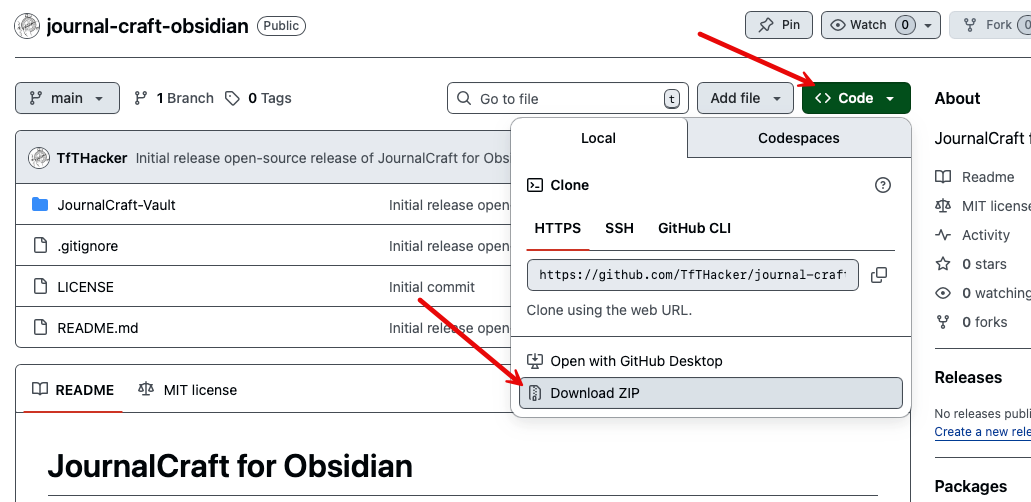 journal-craft-obsidian Public Pin Watch 0 Fork
main 1 Branch 0 Tags Go to file t Add file <> Code About
Local Codespaces
JournalCraft
TfTHacker Initial release open-source release of JournalCraft for Obs
Clone
Readme
JournalCraft-Vault Initial release open
MIT license
HTTPS SSH GitHub CLI
Activity
.gitignore Initial release open
0 stars
https://github.com/TfTHacker/journal-craf
LICENSE Initial commit
0 watching
Clone using the web URL.
0 forks
README.md Initial release open
Open with GitHub Desktop
Releases
README MIT license
Download ZIP
No releases publi
Create a new rele
JournalCraft for Obsidian
Packages